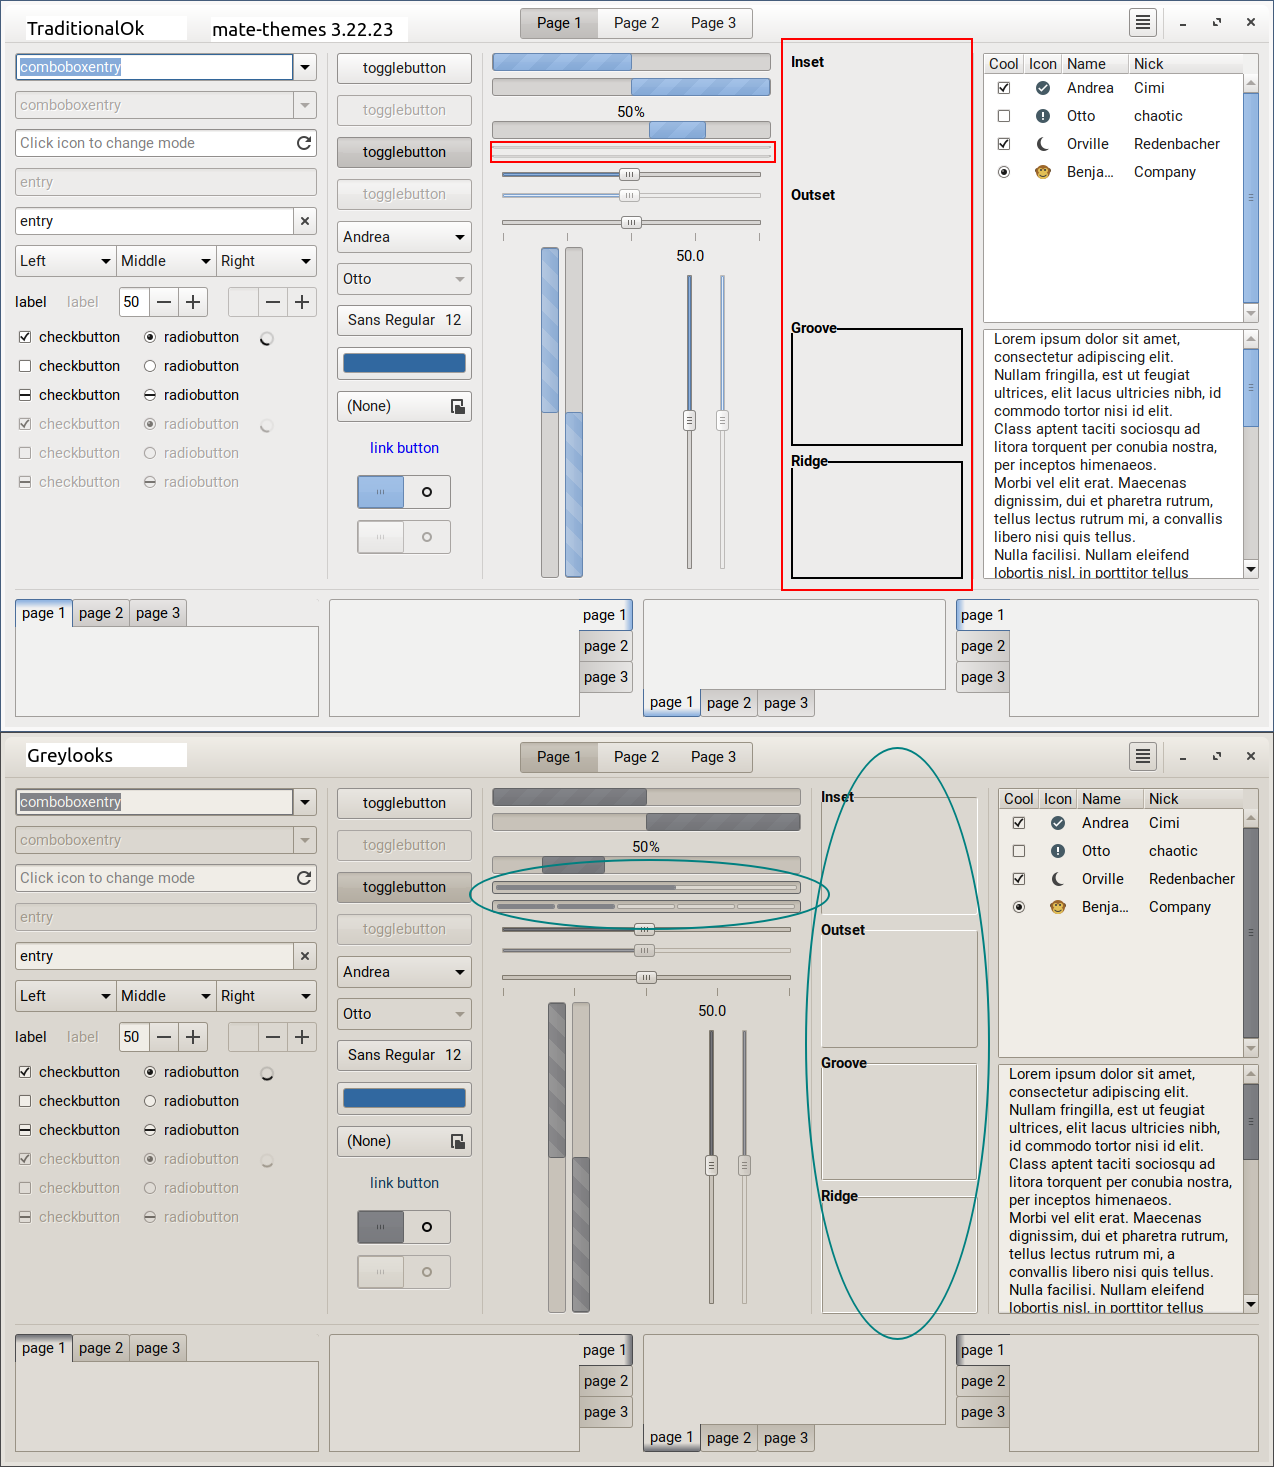 TraditionalOk
mate-themes 3.22.23
Page 1 Page 2 Page 3
comboboxentry
comboboxentry
Click icon to change mode
entry
entry
Left Middle Right
label label 50
checkbutton radiobutton
checkbutton radiobutton
checkbutton radiobutton
checkbutton radiobutton
checkbutton radiobutton
checkbutton radiobutton
togglebutton
togglebutton
togglebutton
togglebutton
Andrea
Otto
Sans Regular 12
(None)
link button
50%
50.0
Inset
Outset
Groove
Ridge
Cool Icon Name Nick
Andrea Cimi
Otto chaotic
Orville Redenbacher
Benja... Company
Lorem ipsum dolor sit amet,
consectetur adipiscing elit.
Nullam fringilla, est ut feugiat
ultrices, elit lacus ultricies nibh, id
commodo tortor nisi id elit.
Class aptent taciti sociosqu ad
litora torquent per conubia nostra,
per inceptos himenaeos.
Morbi vel elit erat. Maecenas
dignissim, dui et pharetra rutrum,
tellus lectus rutrum mi, a convallis
libero nisi quis tellus.
Nulla facilisi. Nullam eleifend
lobortis nisl, in porttitor tellus
page 1 page 2 page 3
page 1
page 2
page 3
page 1 page 2 page 3
page 1
page 2
page 3
Greylooks
Page 1 Page 2 Page 3
comboboxentry
comboboxentry
Click icon to change mode
entry
entry
Left Middle Right
label label 50
checkbutton radiobutton
checkbutton radiobutton
checkbutton radiobutton
checkbutton radiobutton
checkbutton radiobutton
checkbutton radiobutton
togglebutton
togglebutton
togglebutton
togglebutton
Andrea
Otto
Sans Regular 12
(None)
link button
50%
50.0
Inset
Outset
Groove
Ridge
Cool Icon Name Nick
Andrea Cimi
Otto chaotic
Orville Redenbacher
Benja... Company
Lorem ipsum dolor sit amet,
consectetur adipiscing elit.
Nullam fringilla, est ut feugiat
ultrices, elit lacus ultricies nibh,
id commodo tortor nisi id elit.
Class aptent taciti sociosqu ad
litora torquent per conubia nostra,
per inceptos himenaeos.
Morbi vel elit erat. Maecenas
dignissim, dui et pharetra rutrum,
tellus lectus rutrum mi, a
convallis libero nisi quis tellus.
Nulla facilisi. Nullam eleifend
lobortis nisl, in porttitor tellus
page 1 page 2 page 3
page 1
page 2
page 3
page 1 page 2 page 3
page 1
page 2
page 3